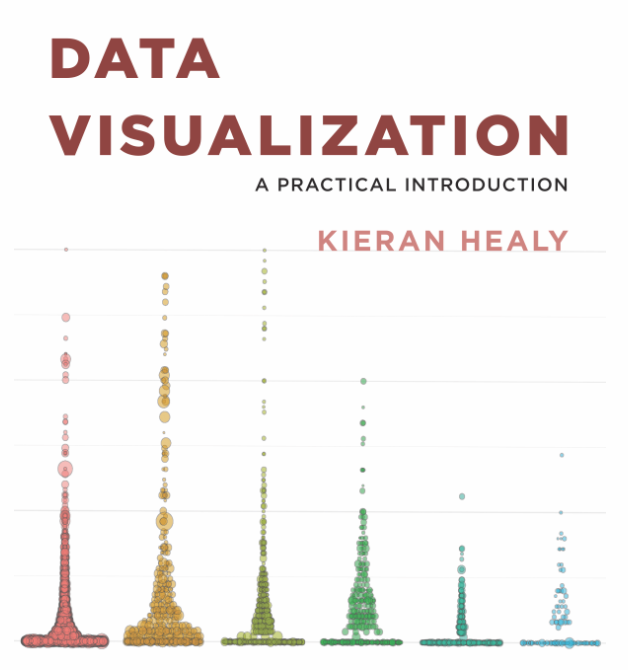 DATA
VISUALIZATION
A PRACTICAL INTRODUCTION
KIERAN HEALY